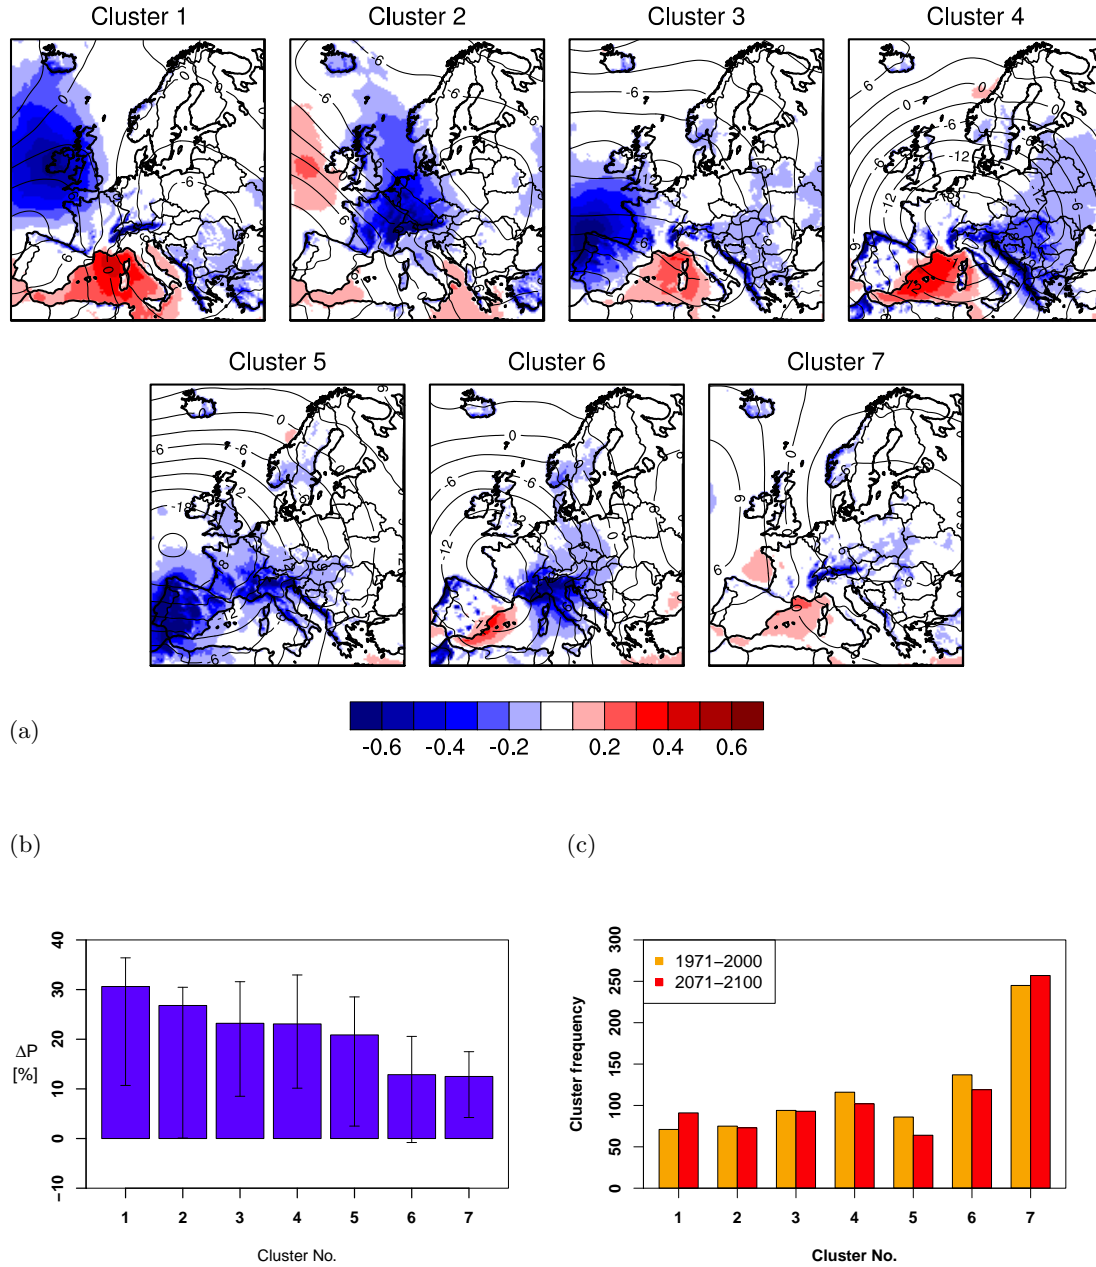 Cluster 1
Cluster 2
Cluster 3
Cluster 4
Cluster 5
Cluster 6
Cluster 7
-0.6 -0.4 -0.2 0.2 0.4 0.6
(a)
(b)
(c)
40
30
20
10
0
−10
ΔP
[%]
1 2 3 4 5 6 7
Cluster No.
300
250
200
150
100
50
0
Cluster frequency
1971−2000
2071−2100
1 2 3 4 5 6 7
Cluster No.